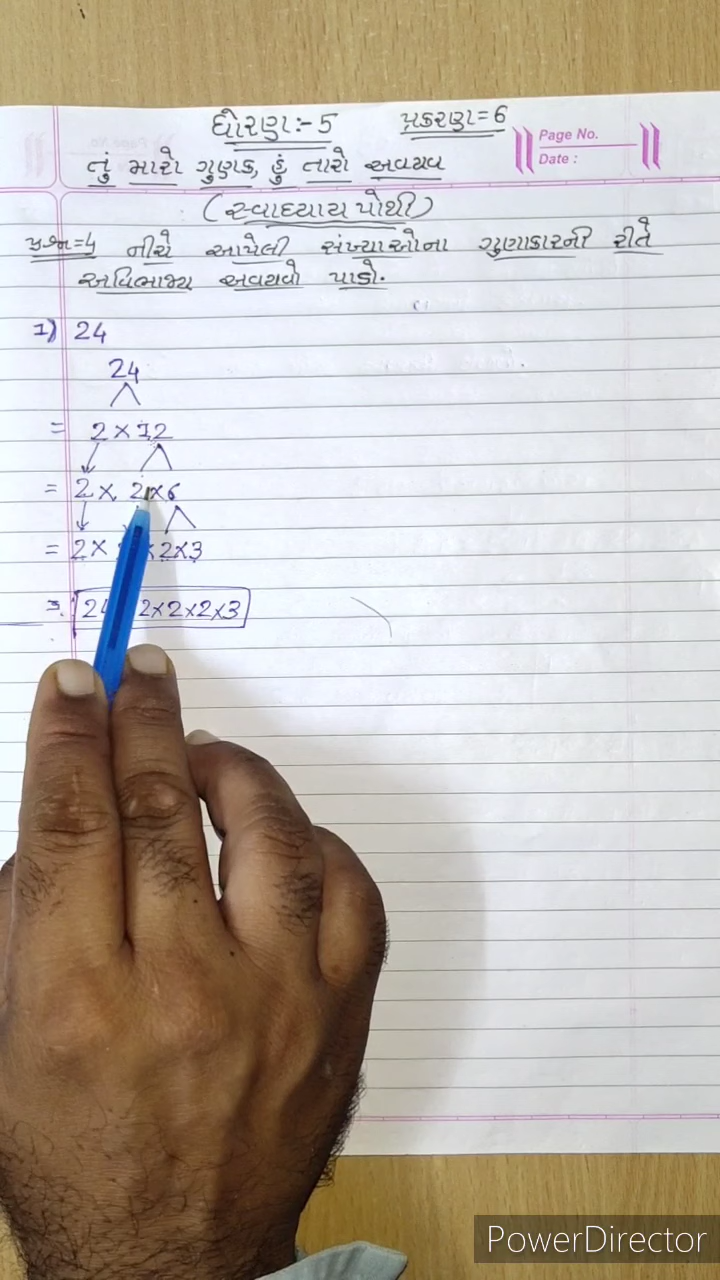 ધોરણ:- 5 પ્રકરણ = 6
Page No.
Date :
તું મારો ગુણક, હું તારો અવયવ
(સ્વાધ્યાય પોથી)
પ્રશ્ન=4 નીચે આપેલી સંખ્યાઓના ગુણાકારની રીતે
અવિભાજ્ય અવયવો પાડો.
1) 24
24
= 2 × 12
= 2 × 2 × 6
= 2 × × 2 × 3
24 2×2×2×3
PowerDirector